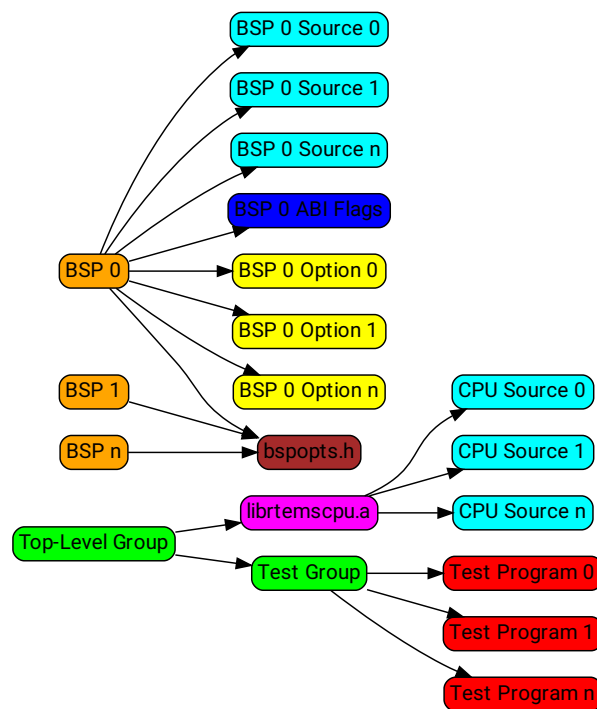 BSP 0 Source 0
BSP 0 Source 1
BSP 0 Source n
BSP 0 ABI Flags
BSP 0
BSP 0 Option 0
BSP 0 Option 1
BSP 1
BSP 0 Option n
CPU Source 0
BSP n
bspopts.h
CPU Source 1
librtemscpu.a
CPU Source n
Top-Level Group
Test Group
Test Program 0
Test Program 1
Test Program n